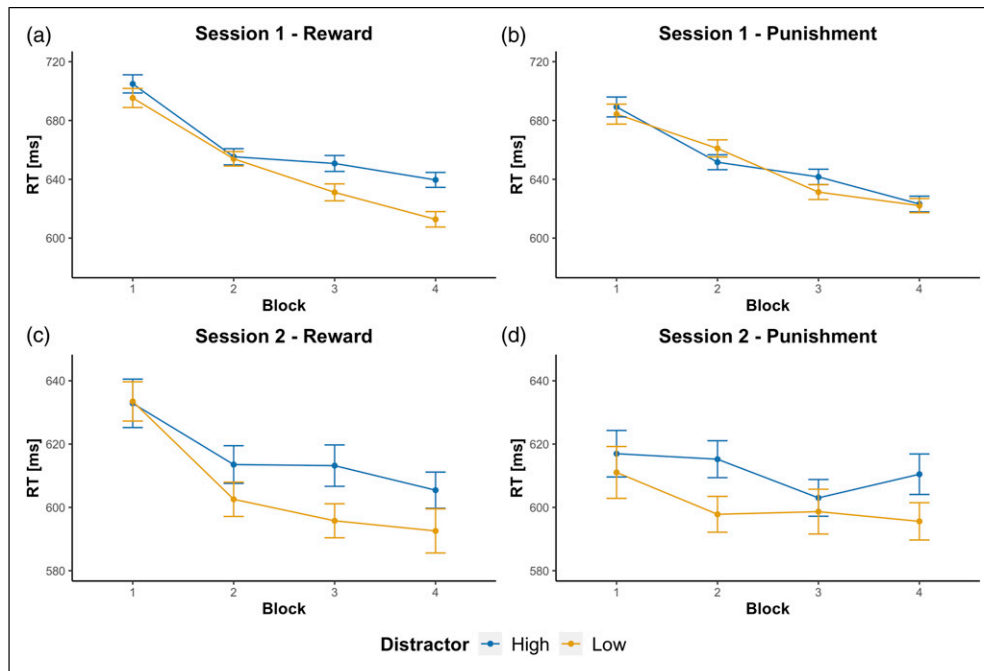 (a)
Session 1 - Reward
RT [ms]
720
680
640
600
1 2 3 4
Block
(b)
Session 1 - Punishment
RT [ms]
720
680
640
600
1 2 3 4
Block
(c)
Session 2 - Reward
RT [ms]
640
620
600
580
1 2 3 4
Block
(d)
Session 2 - Punishment
RT [ms]
640
620
600
580
1 2 3 4
Block
Distractor High Low